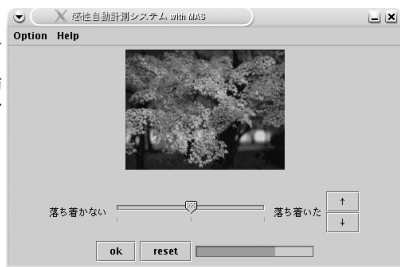 感性自動計測システム with MAS
Option Help
落ち着かない
落ち着いた
↑
↓
ok reset